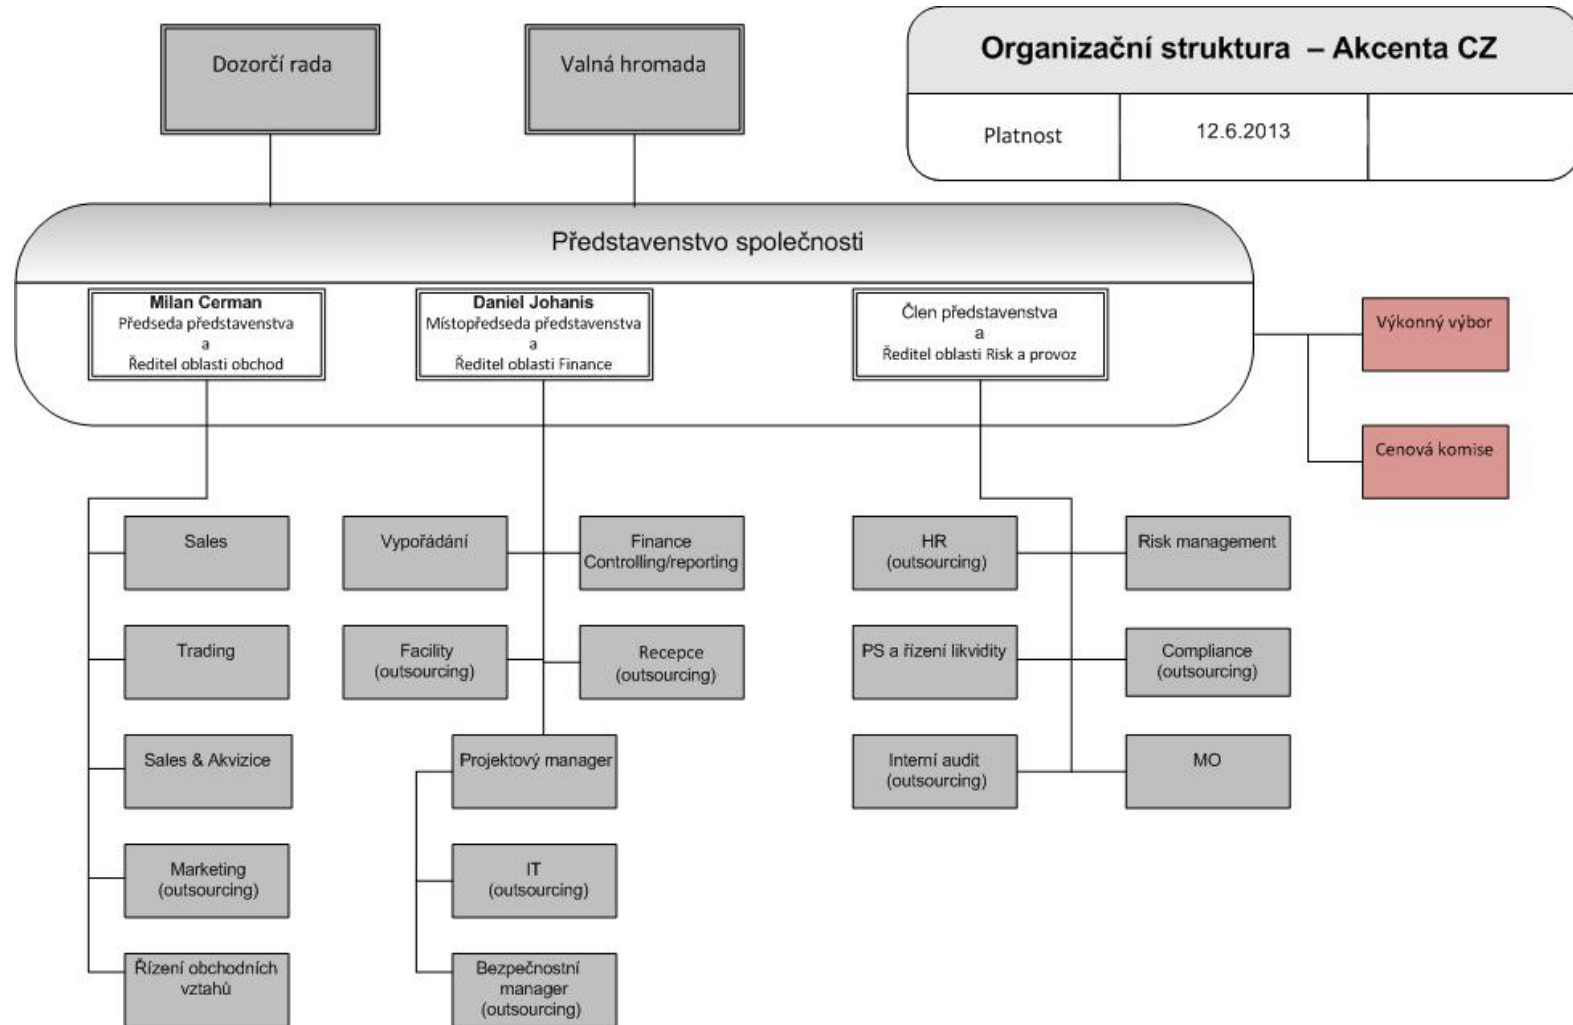 Dozorčí rada
Valná hromada
Organizační struktura – Akcenta CZ
Platnost
12.6.2013
Představenstvo společnosti
Milan Cerman
Předseda představenstva
a
Ředitel oblasti obchod
Daniel Johanis
Místopředseda představenstva
a
Ředitel oblasti Finance
Člen představenstva
a
Ředitel oblasti Risk a provoz
Výkonný výbor
Cenová komise
Sales
Trading
Sales & Akvizice
Marketing
(outsourcing)
Řízení obchodních
vztahů
Vypořádání
Finance
Controlling/reporting
Facility
(outsourcing)
Recepce
(outsourcing)
Projektový manager
IT
(outsourcing)
Bezpečnostní
manager
(outsourcing)
HR
(outsourcing)
Risk management
PS a řízení likvidity
Compliance
(outsourcing)
Interní audit
(outsourcing)
MO